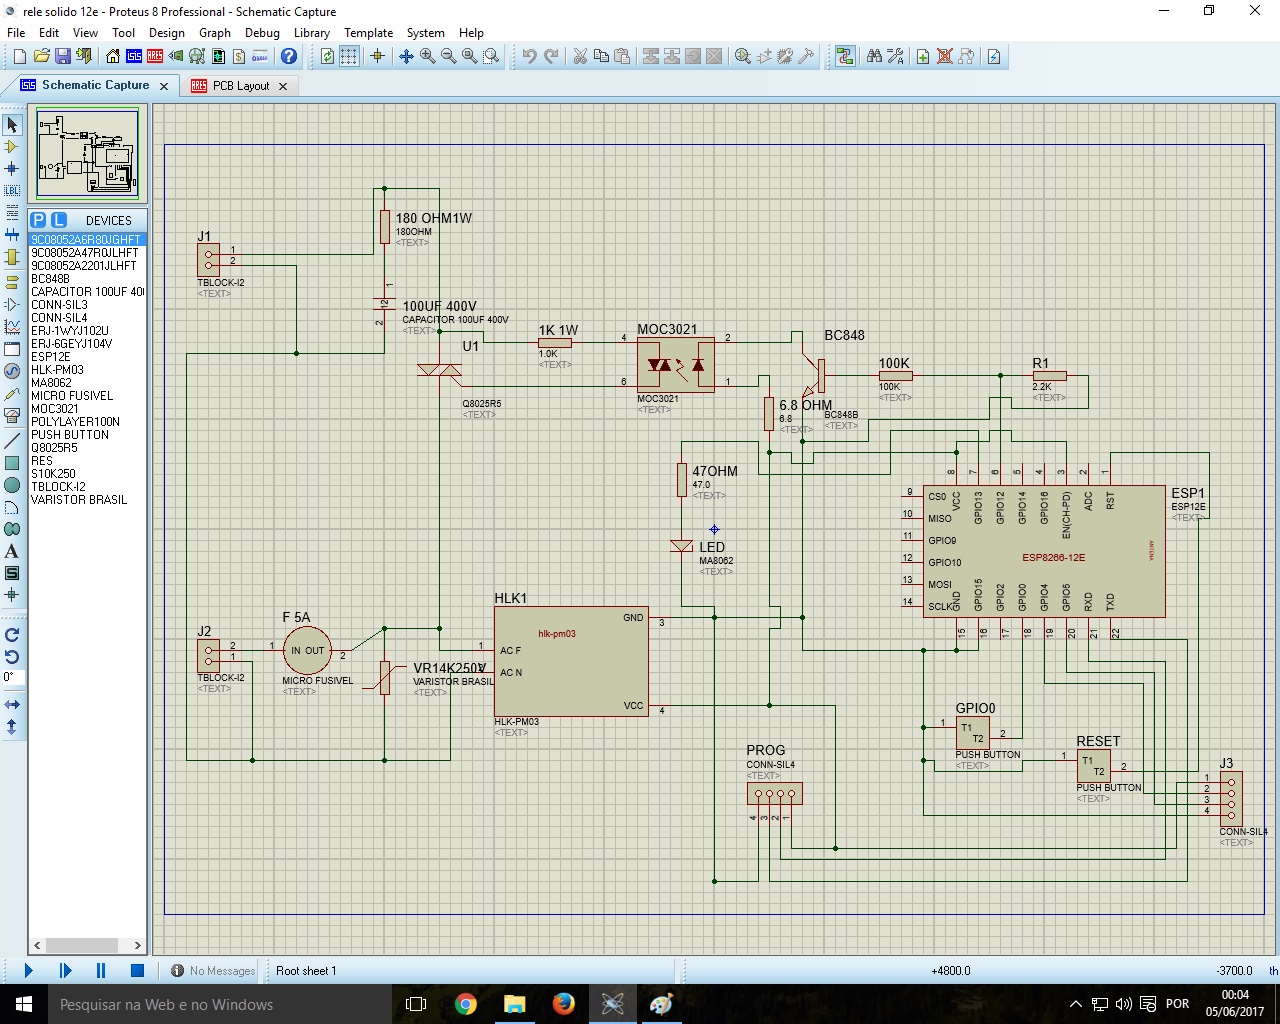 rele solido 12e - Proteus 8 Professional - Schematic Capture
File Edit View Tool Design Graph Debug Library Template System Help
Schematic Capture
PCB Layout
P L DEVICES
9C08052A6R80JGHFT
9C08052A47R0JLHFT
9C08052A2201JLHFT
BC848B
CAPACITOR 100UF 40
CONN-SIL3
CONN-SIL4
ERJ-1WYJ102U
ERJ-6GEYJ104V
ESP12E
HLK-PM03
MA8062
MICRO FUSIVEL
MOC3021
POLYLAYER100N
PUSH BUTTON
Q8025R5
RES
S10K250
TBLOCK-I2
VARISTOR BRASIL
0°
J1
1
2
TBLOCK-I2
<TEXT>
180 OHM1W
180OHM
<TEXT>
1
12
2
100UF 400V
CAPACITOR 100UF 400V
<TEXT>
U1
Q8025R5
<TEXT>
1K 1W
1.0K
<TEXT>
MOC3021
4 2
6 1
MOC3021
<TEXT>
BC848
BC848B
<TEXT>
6.8 OHM
6.8
<TEXT>
100K
100K
<TEXT>
R1
2.2K
<TEXT>
47OHM
47.0
<TEXT>
LED
MA8062
<TEXT>
ESP1
ESP12E
<TEXT>
8 7 6 5 4 3 2 1
VCC GPIO13 GPIO12 GPIO14 GPIO16 EN(CH-PD) ADC RST
9 CS0
10 MISO
11 GPIO9
12 GPIO10
13 MOSI
14 SCLK
ESP8266-12E
ANTENA
GND GPIO15 GPIO2 GPIO0 GPIO4 GPIO5 RXD TXD
15 16 17 18 19 20 21 22
HLK1
hlk-pm03
1 AC F
2 AC N
GND 3
VCC 4
HLK-PM03
<TEXT>
J2
2
1
TBLOCK-I2
<TEXT>
F 5A
1 IN OUT 2
MICRO FUSIVEL
<TEXT>
VR14K250V
VARISTOR BRASIL
<TEXT>
PROG
CONN-SIL4
<TEXT>
4 3 2 1
GPIO0
1 T1
T2 2
PUSH BUTTON
<TEXT>
RESET
1 T1
T2 2
PUSH BUTTON
<TEXT>
J3
1
2
3
4
CONN-SIL4
<TEXT>
No Messages
Root sheet 1
+4800.0
-3700.0
th
Pesquisar na Web e no Windows
POR
00:04
05/06/2017